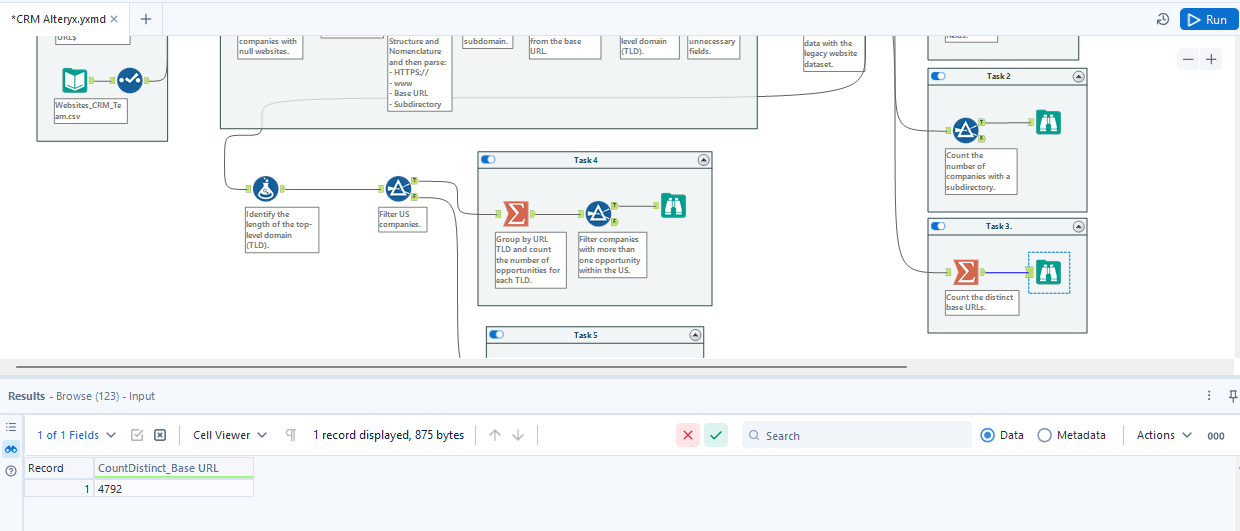 *CRM Alteryx.yxmd
Run
URLS
companies with
null websites.
Structure and
Nomenclature
and then parse:
- HTTPS://
- www
- Base URL
- Subdirectory
subdomain.
from the base
URL.
level domain
(TLD).
unnecessary
fields.
data with the
legacy website
dataset.
fields.
Websites_CRM_Te
am.csv
Task 2
T
F
Count the
number of
companies with a
subdirectory.
Identify the
length of the top-
level domain
(TLD).
T
F
Filter US
companies.
Task 4
Group by URL
TLD and count
the number of
opportunities for
each TLD.
T
F
Filter companies
with more than
one opportunity
within the US.
Task 3.
Count the distinct
base URLs.
Task 5
Results - Browse (123) - Input
1 of 1 Fields
Cell Viewer
1 record displayed, 875 bytes
Search
Data
Metadata
Actions
000
Record CountDistinct_Base URL
1 4792